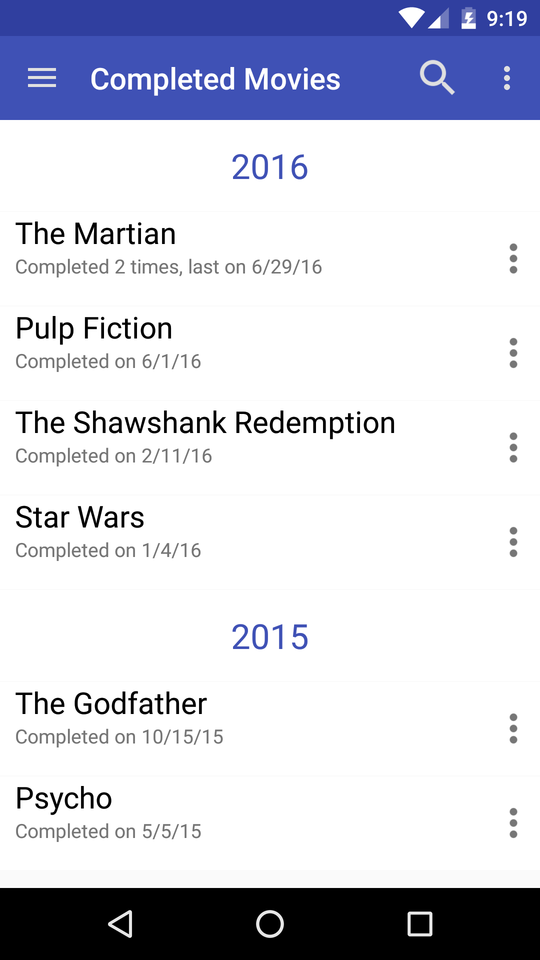 9:19
Completed Movies
2016
The Martian
Completed 2 times, last on 6/29/16
Pulp Fiction
Completed on 6/1/16
The Shawshank Redemption
Completed on 2/11/16
Star Wars
Completed on 1/4/16
2015
The Godfather
Completed on 10/15/15
Psycho
Completed on 5/5/15